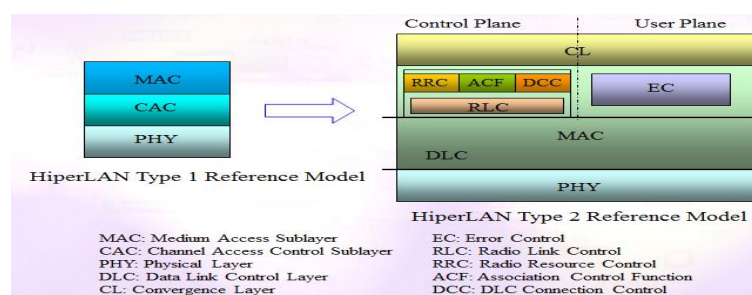 Control Plane
User Plane
CL
MAC
CAC
PHY
RRC
ACF
DCC
RLC
EC
MAC
DLC
PHY
HiperLAN Type 1 Reference Model
HiperLAN Type 2 Reference Model
MAC: Medium Access Sublayer
CAC: Channel Access Control Sublayer
PHY: Physical Layer
DLC: Data Link Control Layer
CL: Convergence Layer
EC: Error Control
RLC: Radio Link Control
RRC: Radio Resource Control
ACF: Association Control Function
DCC: DLC Connection Control